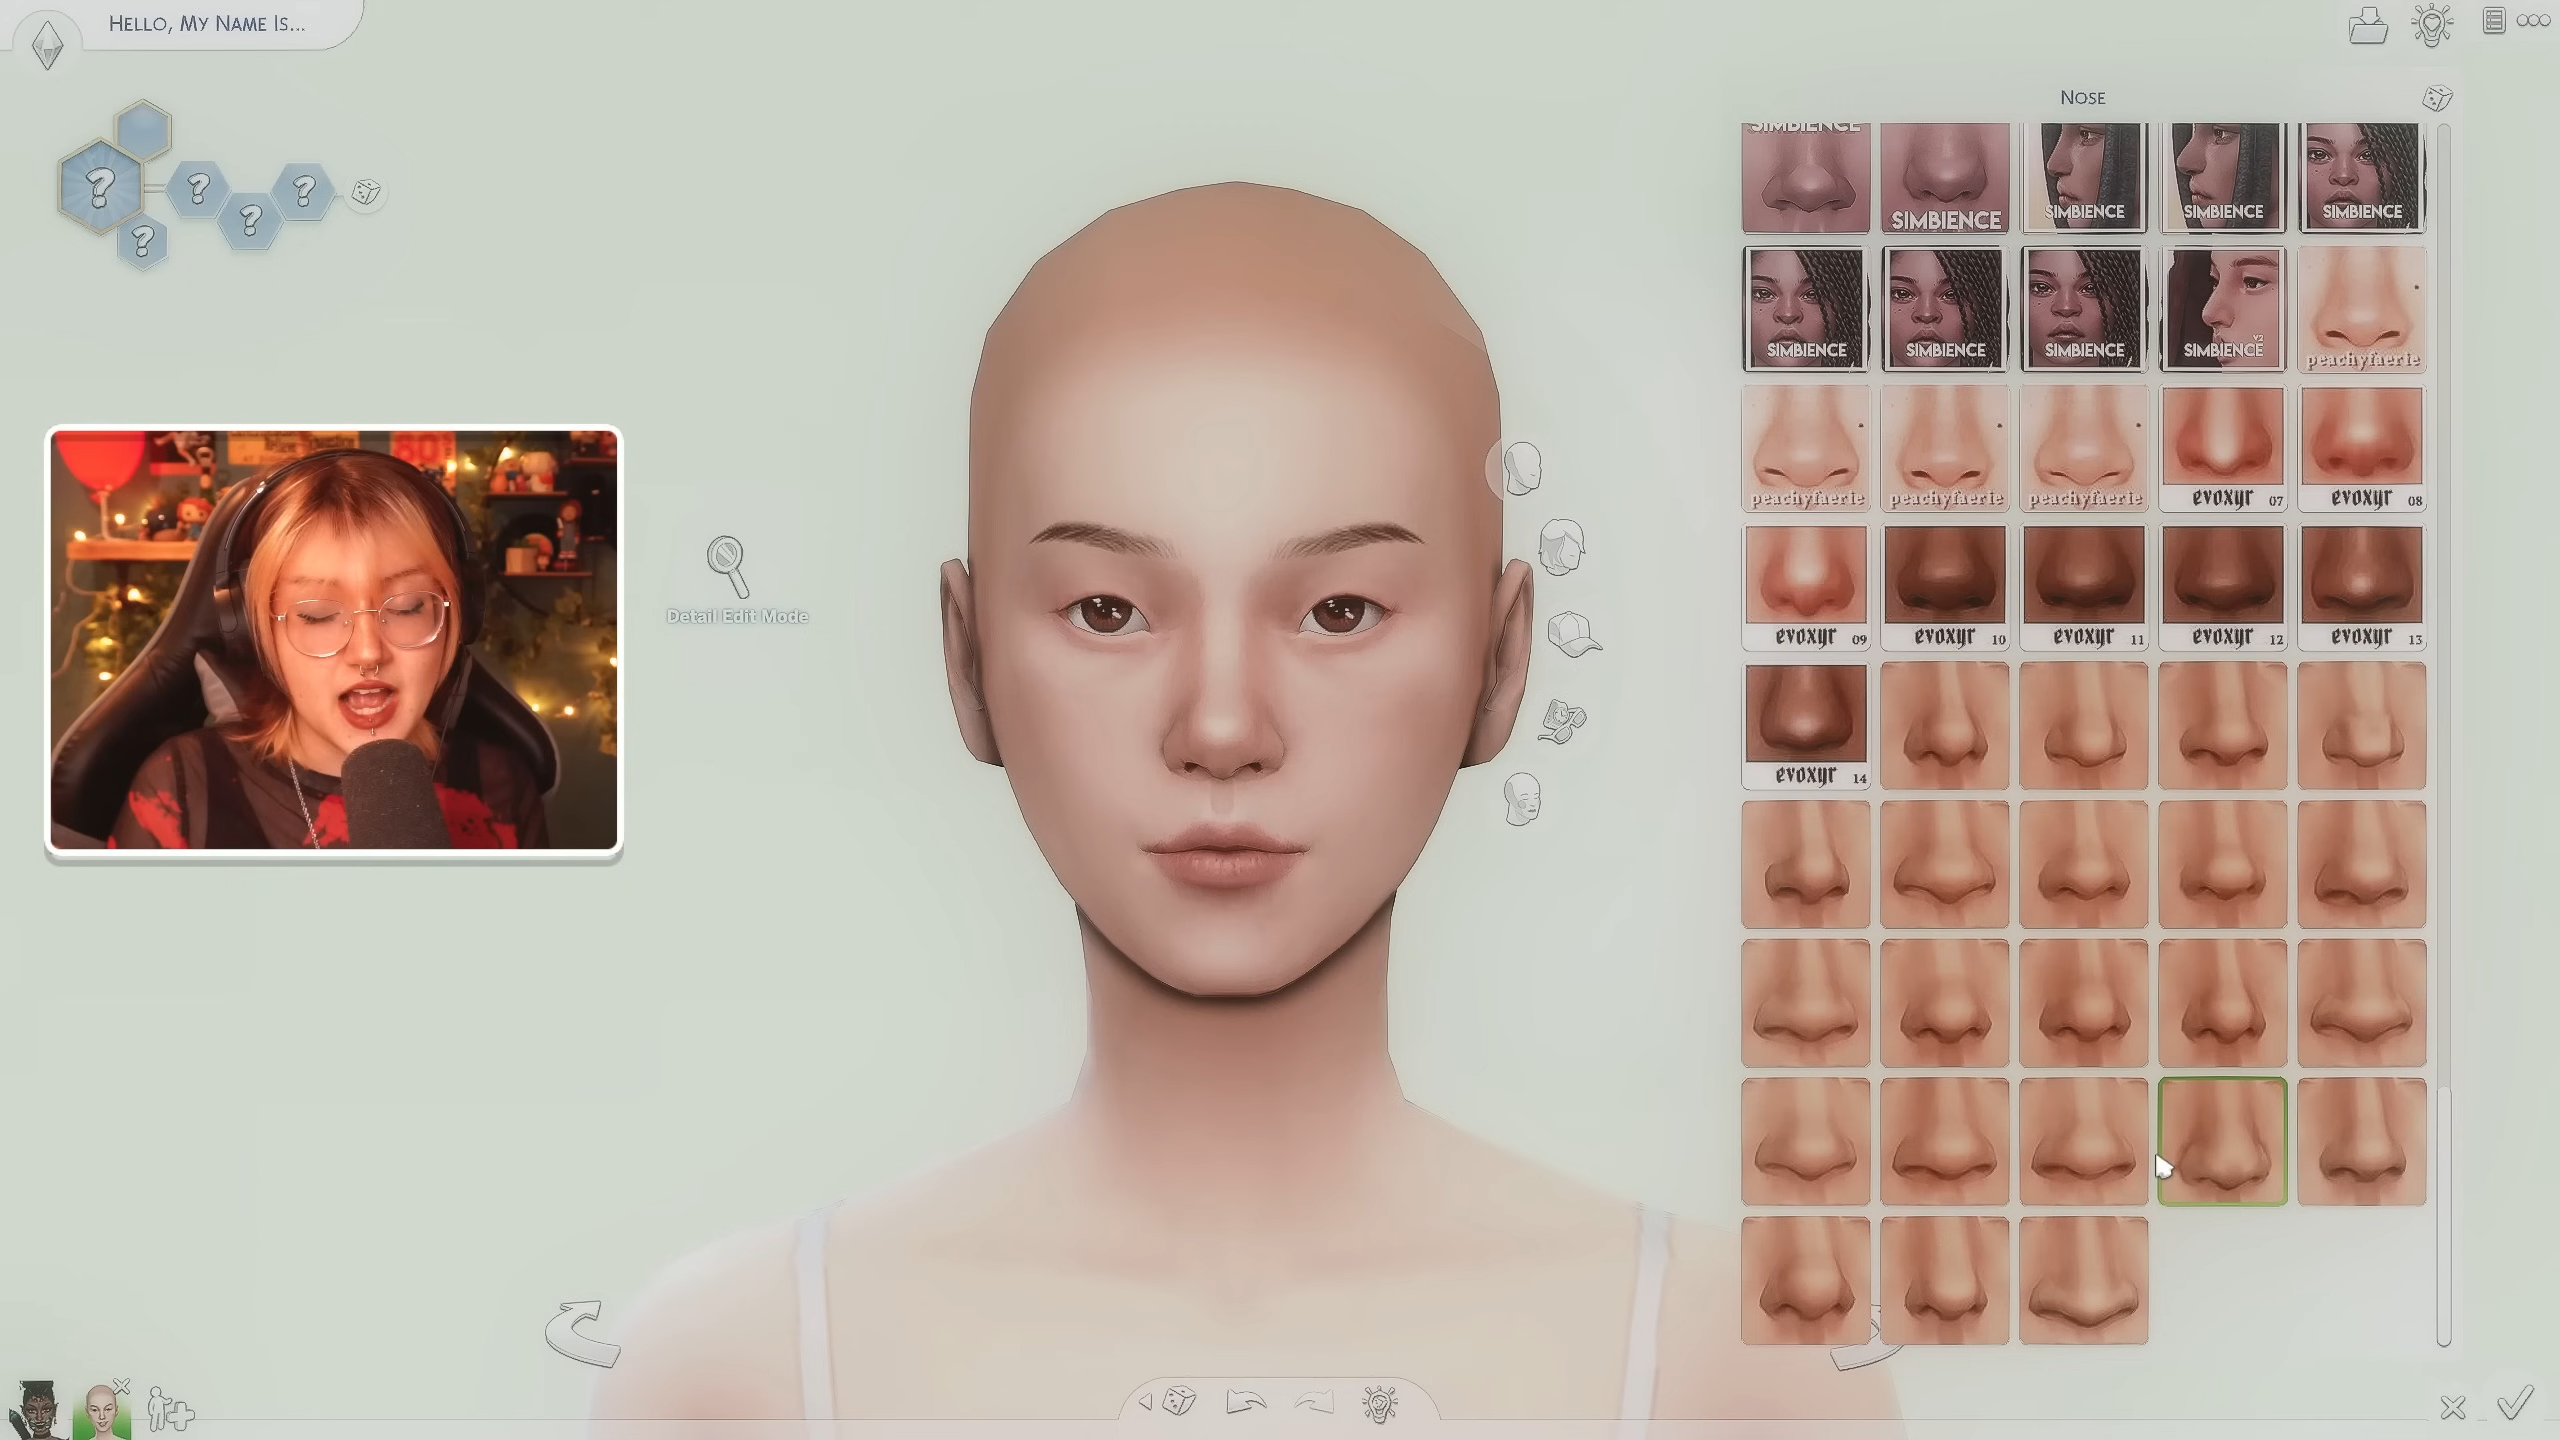 HELLO, MY NAME IS...
NOSE
SIMBIENCE
SIMBIENCE
SIMBIENCE
SIMBIENCE
SIMBIENCE
SIMBIENCE
SIMBIENCE
SIMBIENCE
SIMBIENCE V2
peachyfaerie
peachyfaerie
peachyfaerie
peachyfaerie
evoxyr 07
evoxyr 08
Detail Edit Mode
evoxyr 09
evoxyr 10
evoxyr 11
evoxyr 12
evoxyr 13
evoxyr 14